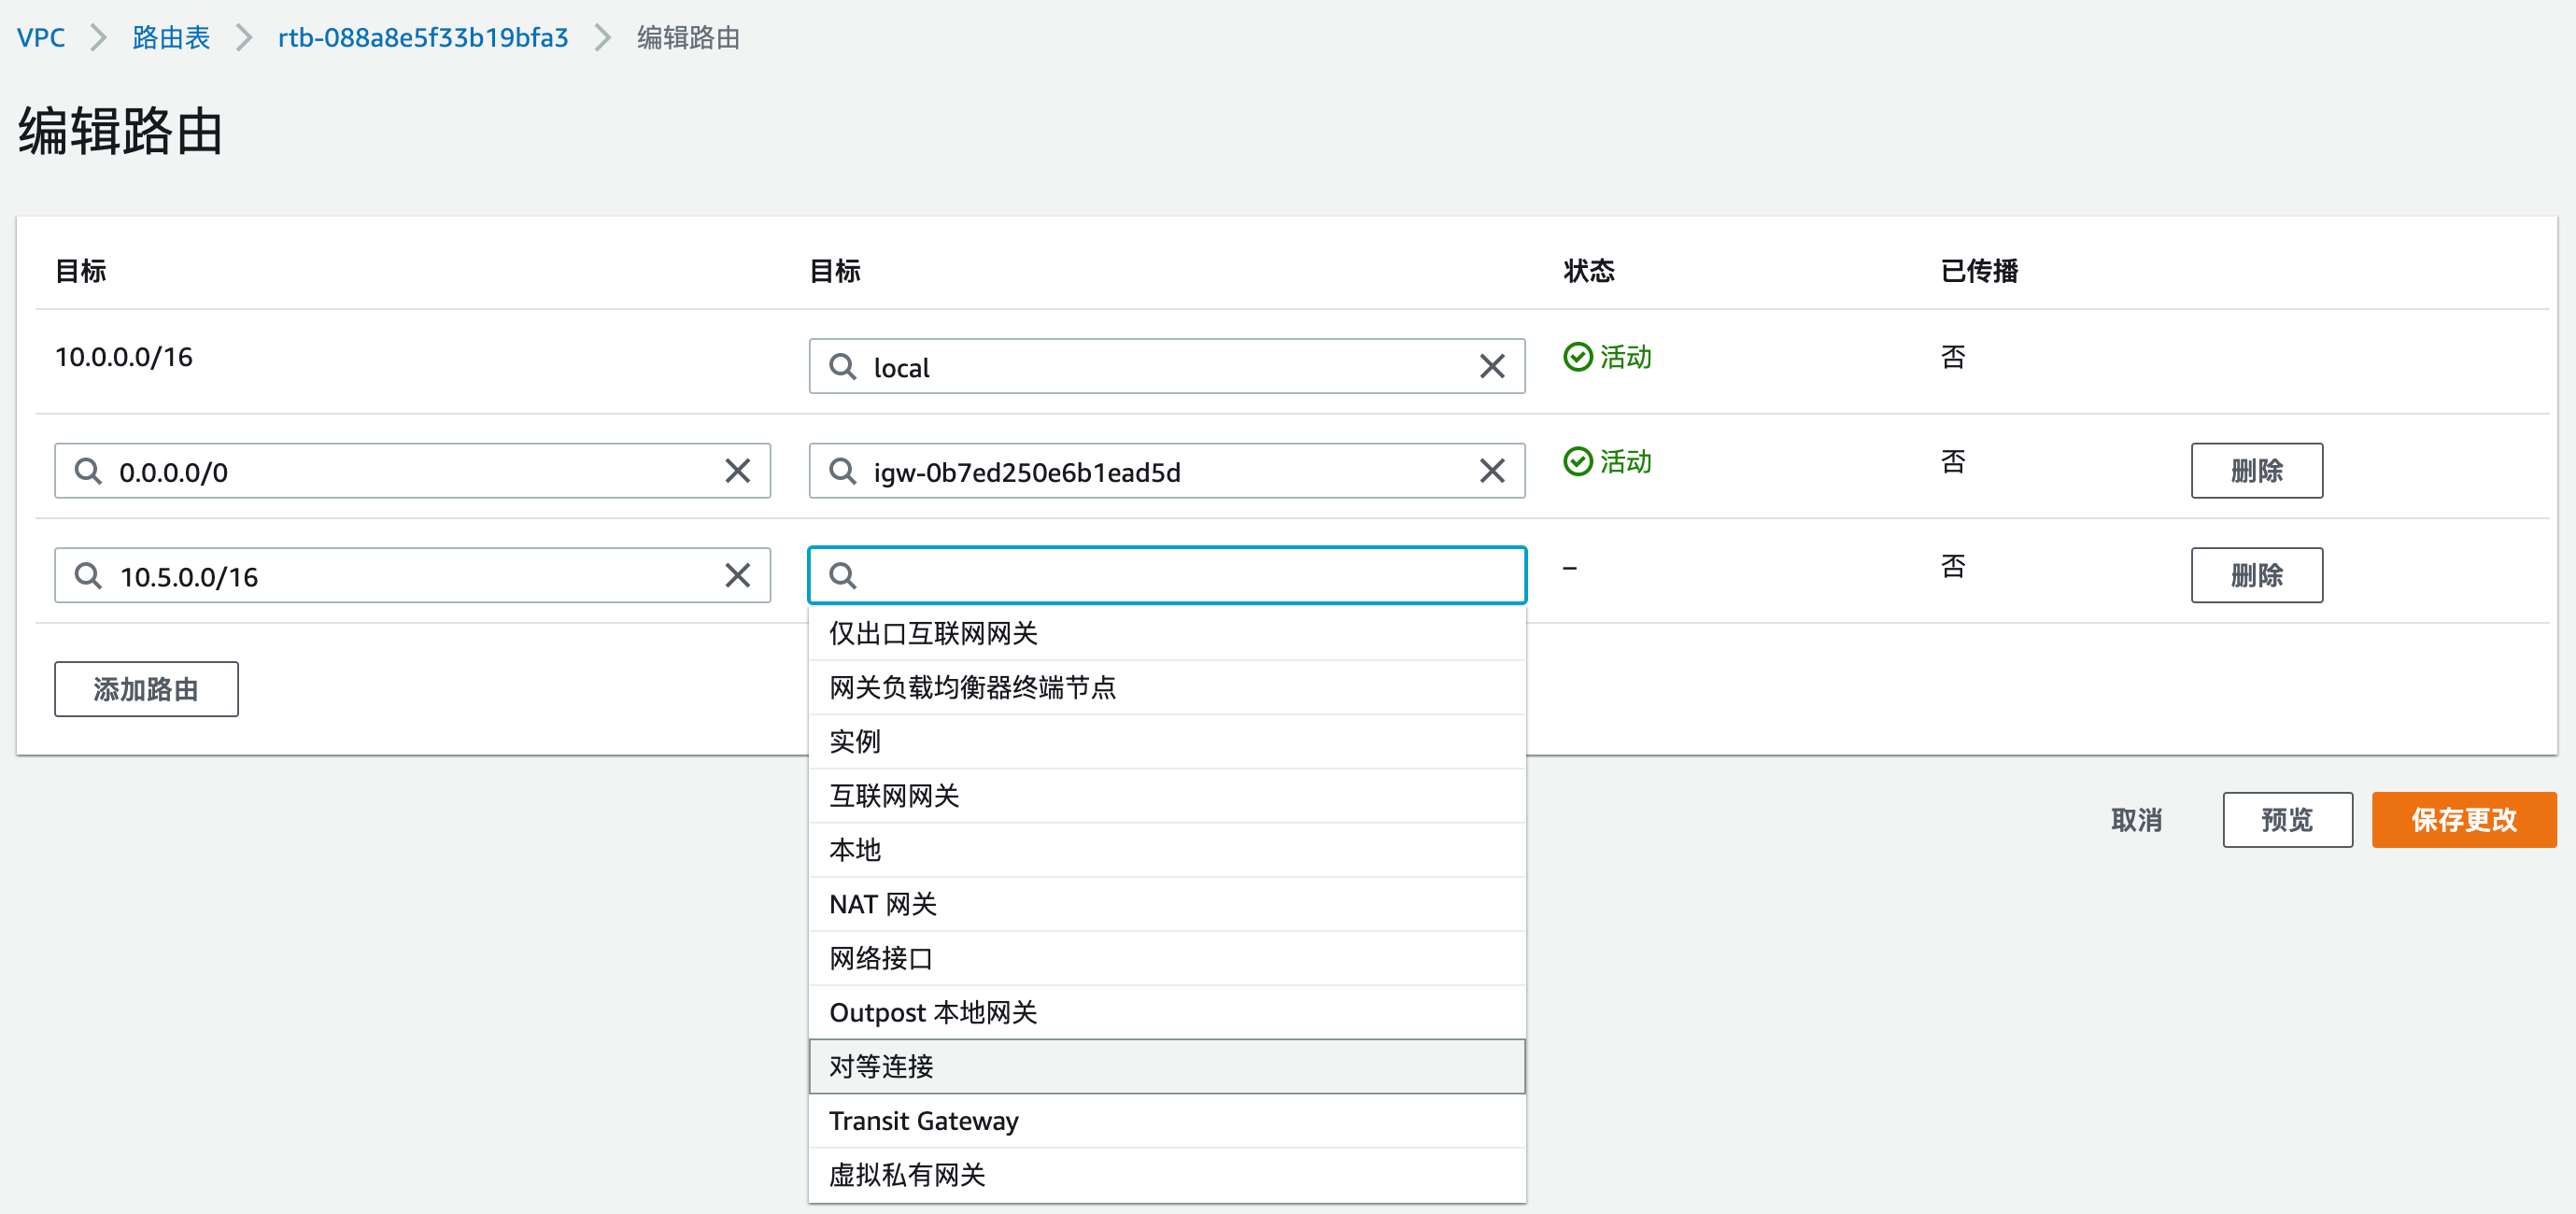 VPC 路由表 rtb-088a8e5f33b19bfa3 编辑路由
编辑路由
目标 目标 状态 已传播
10.0.0.0/16 local 活动 否
0.0.0.0/0 igw-0b7ed250e6b1ead5d 活动 否 删除
10.5.0.0/16 – 否 删除
仅出口互联网网关
添加路由
网关负载均衡器终端节点
实例
互联网网关
取消 预览 保存更改
本地
NAT 网关
网络接口
Outpost 本地网关
对等连接
Transit Gateway
虚拟私有网关